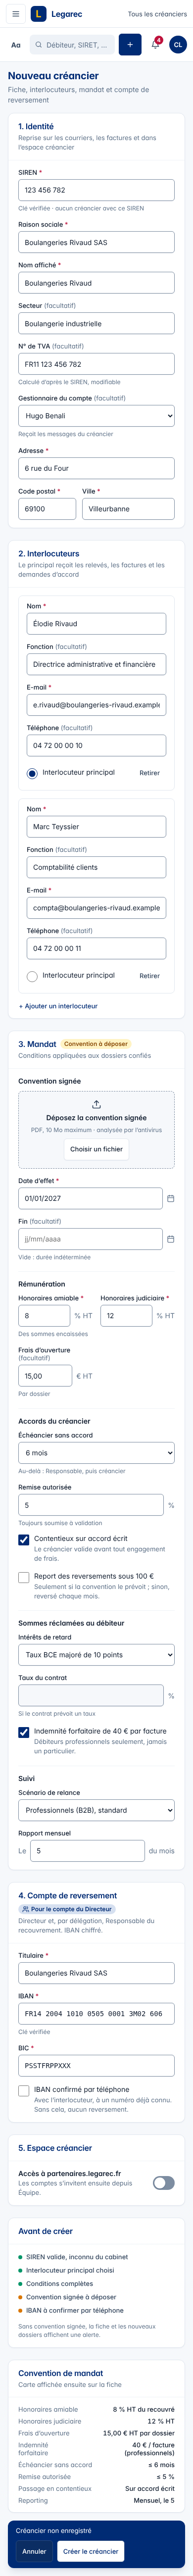 L
Legarec
Tous les créanciers
Aa
Débiteur, SIRET, ...
4
CL
Nouveau créancier
Fiche, interlocuteurs, mandat et compte de
reversement
1. Identité
Reprise sur les courriers, les factures et dans
l'espace créancier
SIREN *
123 456 782
Clé vérifiée · aucun créancier avec ce SIREN
Raison sociale *
Boulangeries Rivaud SAS
Nom affiché *
Boulangeries Rivaud
Secteur (facultatif)
Boulangerie industrielle
N° de TVA (facultatif)
FR11 123 456 782
Calculé d'après le SIREN, modifiable
Gestionnaire du compte (facultatif)
Hugo Benali
Reçoit les messages du créancier
Adresse *
6 rue du Four
Code postal *
Ville *
69100
Villeurbanne
2. Interlocuteurs
Le principal reçoit les relevés, les factures et les
demandes d'accord
Nom *
Élodie Rivaud
Fonction (facultatif)
Directrice administrative et financière
E-mail *
e.rivaud@boulangeries-rivaud.example
Téléphone (facultatif)
04 72 00 00 10
Interlocuteur principal
Retirer
Nom *
Marc Teyssier
Fonction (facultatif)
Comptabilité clients
E-mail *
compta@boulangeries-rivaud.example
Téléphone (facultatif)
04 72 00 00 11
Interlocuteur principal
Retirer
+ Ajouter un interlocuteur
3. Mandat
Convention à déposer
Conditions appliquées aux dossiers confiés
Convention signée
Déposez la convention signée
PDF, 10 Mo maximum · analysée par l'antivirus
Choisir un fichier
Date d'effet *
01/01/2027
Fin (facultatif)
jj/mm/aaaa
Vide : durée indéterminée
Rémunération
Honoraires amiable *
Honoraires judiciaire *
8
% HT
12
% HT
Des sommes encaissées
Frais d'ouverture
(facultatif)
15,00
€ HT
Par dossier
Accords du créancier
Échéancier sans accord
6 mois
Au-delà : Responsable, puis créancier
Remise autorisée
5
%
Toujours soumise à validation
Contentieux sur accord écrit
Le créancier valide avant tout engagement
de frais.
Report des reversements sous 100 €
Seulement si la convention le prévoit ; sinon,
reversé chaque mois.
Sommes réclamées au débiteur
Intérêts de retard
Taux BCE majoré de 10 points
Taux du contrat
%
Si le contrat prévoit un taux
Indemnité forfaitaire de 40 € par facture
Débiteurs professionnels seulement, jamais
un particulier.
Suivi
Scénario de relance
Professionnels (B2B), standard
Rapport mensuel
Le
5
du mois
4. Compte de reversement
Pour le compte du Directeur
Directeur et, par délégation, Responsable du
recouvrement. IBAN chiffré.
Titulaire *
Boulangeries Rivaud SAS
IBAN *
FR14 2004 1010 0505 0001 3M02 606
Clé vérifiée
BIC *
PSSTFRPPXXX
IBAN confirmé par téléphone
Avec l'interlocuteur, à un numéro déjà connu.
Sans cela, aucun reversement.
5. Espace créancier
Accès à partenaires.legarec.fr
Les comptes s'invitent ensuite depuis
Équipe.
Avant de créer
SIREN valide, inconnu du cabinet
Interlocuteur principal choisi
Conditions complètes
Convention signée à déposer
IBAN à confirmer par téléphone
Sans convention signée, la fiche et les nouveaux
dossiers affichent une alerte.
Convention de mandat
Carte affichée ensuite sur la fiche
Honoraires amiable
8 % HT du recouvré
Honoraires judiciaire
12 % HT
Frais d'ouverture
15,00 € HT par dossier
Indemnité
forfaitaire
40 € / facture
(professionnels)
Échéancier sans accord
≤ 6 mois
Remise autorisée
≤ 5 %
Passage en contentieux
Sur accord écrit
Reporting
Mensuel, le 5
Créancier non enregistré
Annuler
Créer le créancier